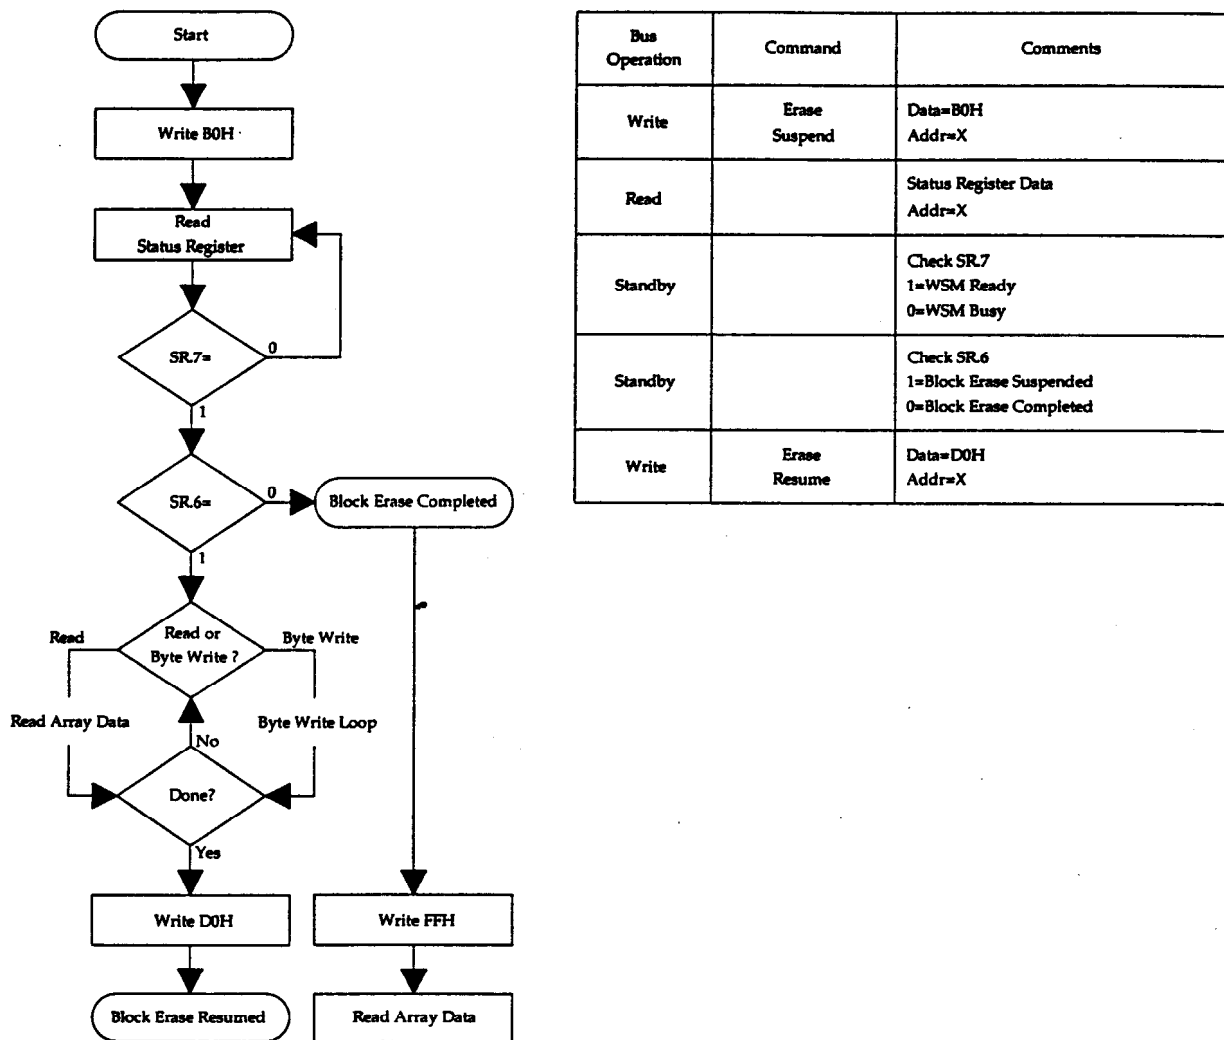 Start
Write B0H
Read
Status Register
SR.7=
0
1
SR.6=
0
Block Erase Completed
1
Read
Read or
Byte Write ?
Byte Write
Read Array Data
Byte Write Loop
No
Done?
Yes
Write D0H
Write FFH
Block Erase Resumed
Read Array Data
Bus
Operation
Command
Comments
Write
Erase
Suspend
Data=B0H
Addr=X
Read
Status Register Data
Addr=X
Standby
Check SR.7
1=WSM Ready
0=WSM Busy
Standby
Check SR.6
1=Block Erase Suspended
0=Block Erase Completed
Write
Erase
Resume
Data=D0H
Addr=X